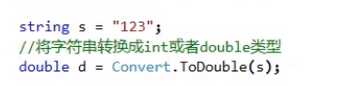 string s = "123";
//将字符串转换成int或者double类型
double d = Convert.ToDouble(s);